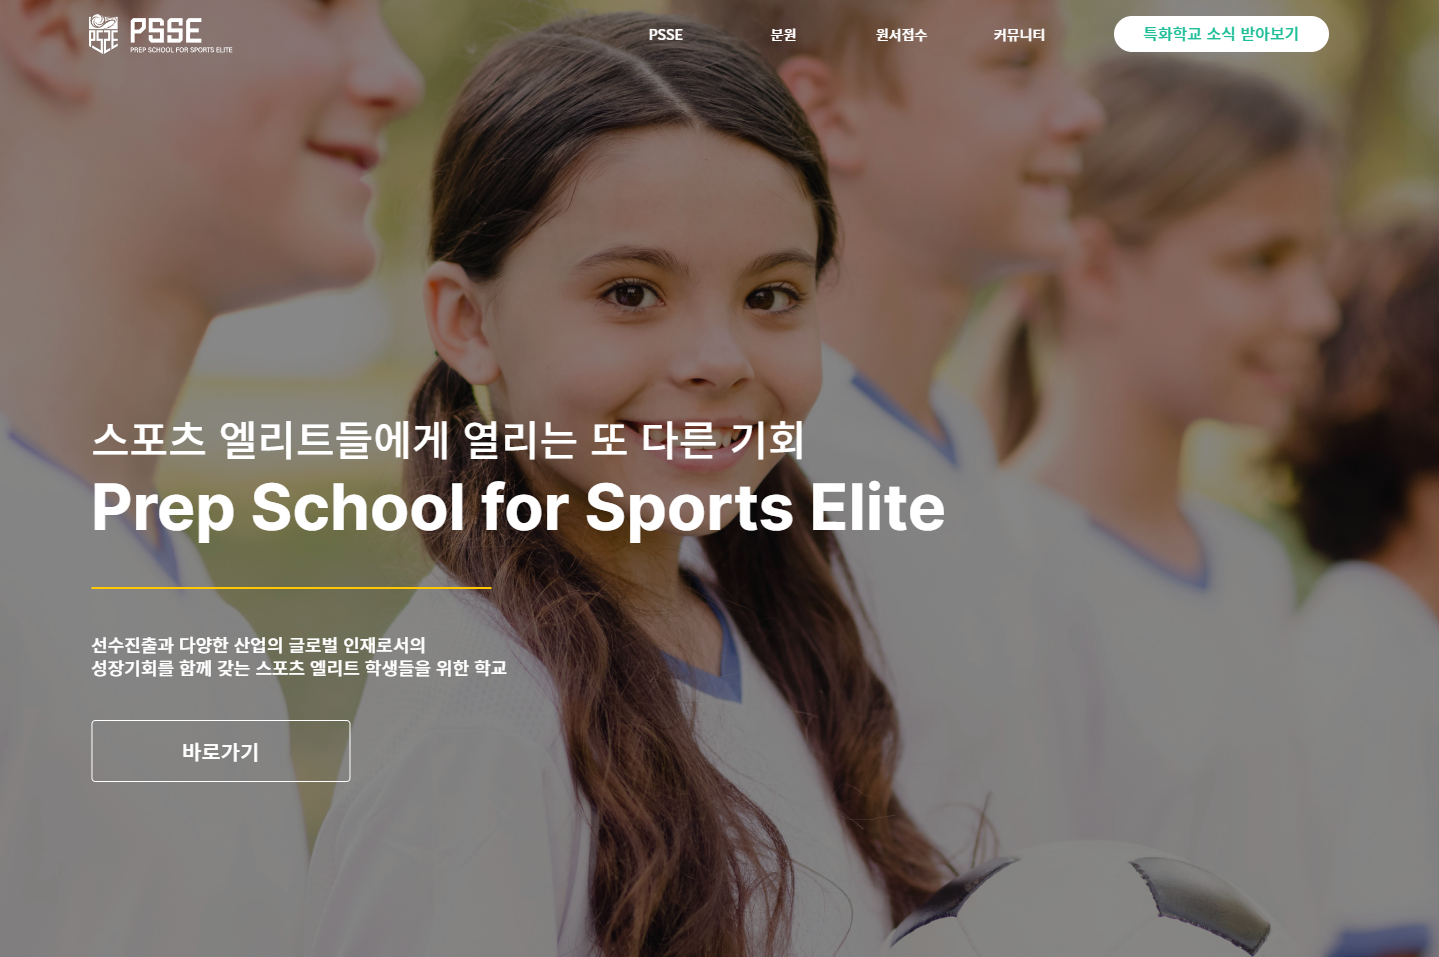 PSSE
PREP SCHOOL FOR SPORTS ELITE
PSSE
분원
원서접수
커뮤니티
특화학교 소식 받아보기
스포츠 엘리트들에게 열리는 또 다른 기회
Prep School for Sports Elite
선수진출과 다양한 산업의 글로벌 인재로서의
성장기회를 함께 갖는 스포츠 엘리트 학생들을 위한 학교
바로가기